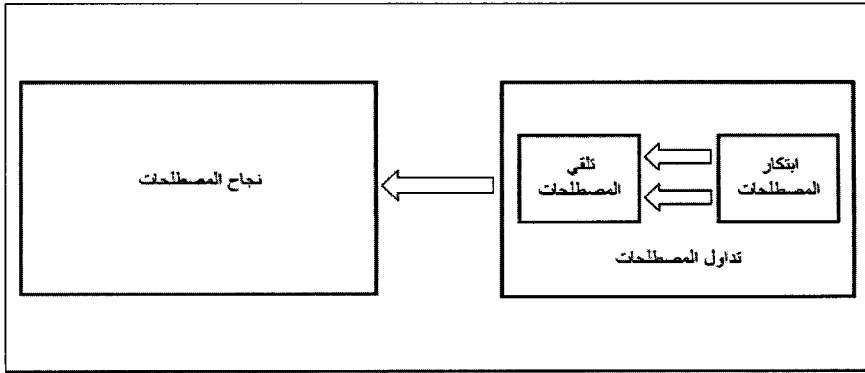 ابتكار
المصطلحات
تلقي
المصطلحات
تداول المصطلحات
نجاح المصطلحات